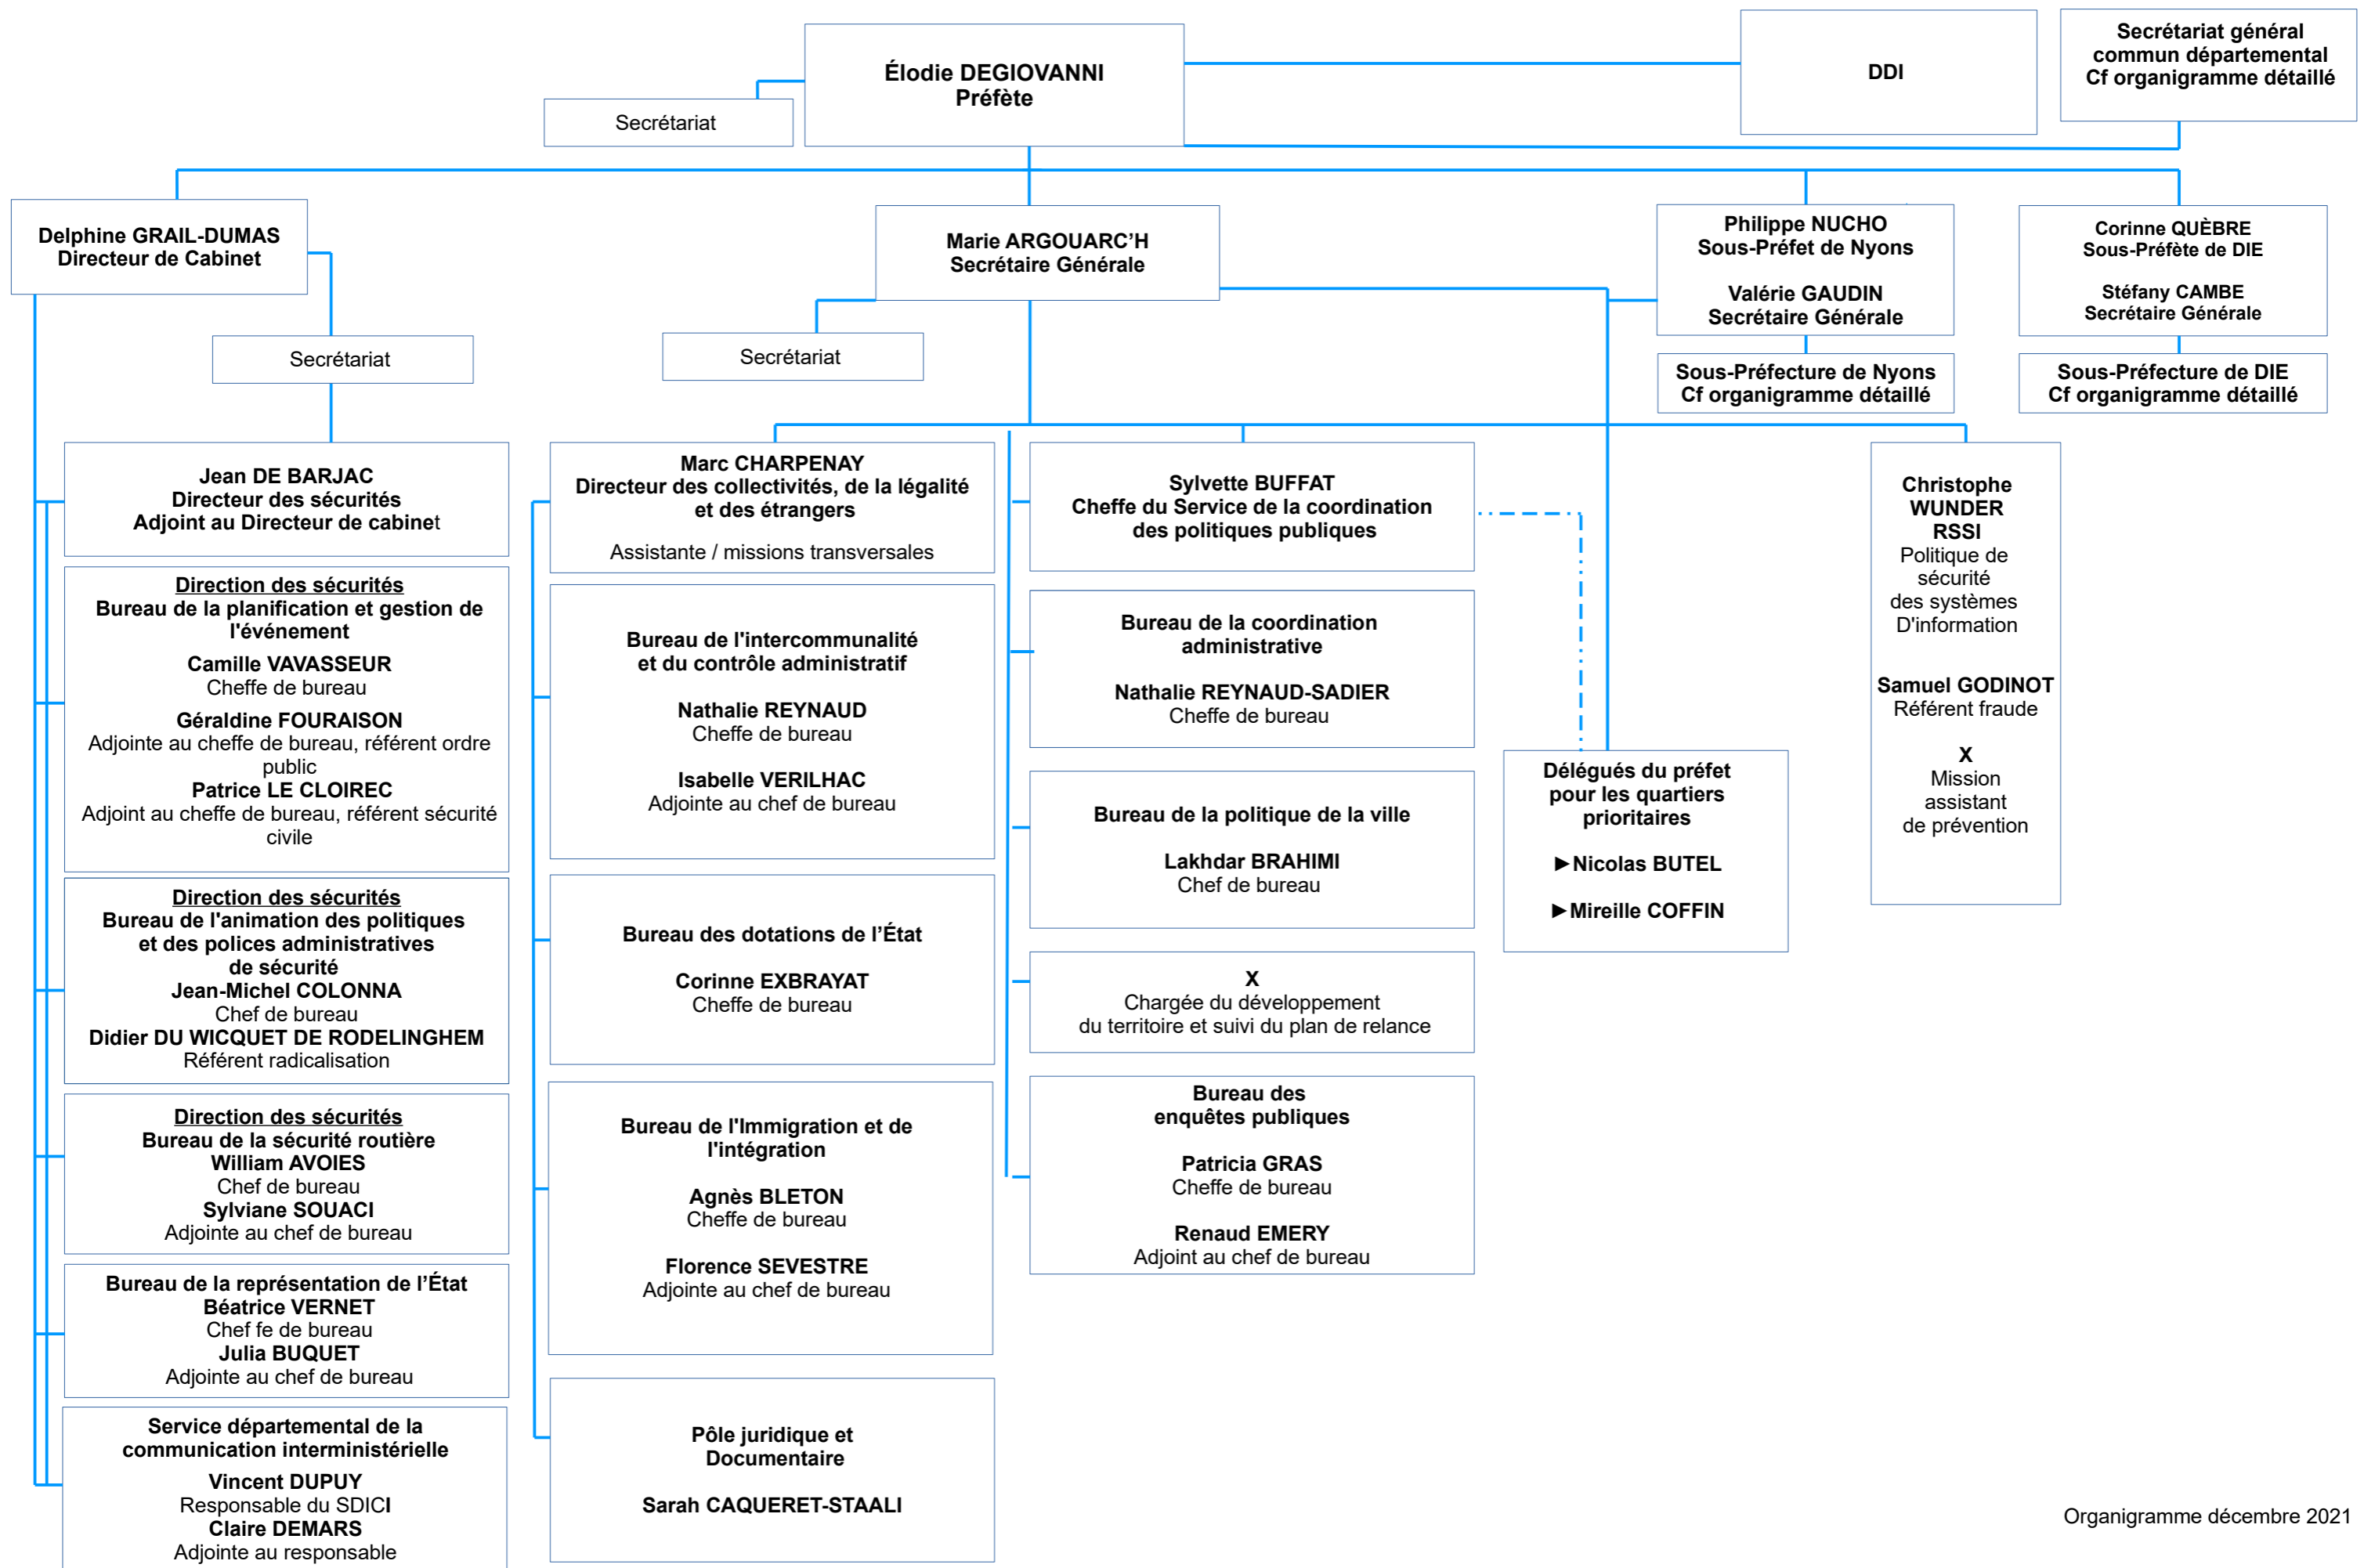 Élodie DEGIOVANNI
Préfète
Secrétariat
DDI
Secrétariat général
commun départemental
Cf organigramme détaillé
Delphine GRAIL-DUMAS
Directeur de Cabinet
Secrétariat
Marie ARGOUARC’H
Secrétaire Générale
Secrétariat
Philippe NUCHO
Sous-Préfet de Nyons
Valérie GAUDIN
Secrétaire Générale
Sous-Préfecture de Nyons
Cf organigramme détaillé
Corinne QUÈBRE
Sous-Préfète de DIE
Stéfany CAMBE
Secrétaire Générale
Sous-Préfecture de DIE
Cf organigramme détaillé
Jean DE BARJAC
Directeur des sécurités
Adjoint au Directeur de cabinet
Direction des sécurités
Bureau de la planification et gestion de
l'événement
Camille VAVASSEUR
Cheffe de bureau
Géraldine FOURAISON
Adjointe au cheffe de bureau, référent ordre
public
Patrice LE CLOIREC
Adjoint au cheffe de bureau, référent sécurité
civile
Direction des sécurités
Bureau de l'animation des politiques
et des polices administratives
de sécurité
Jean-Michel COLONNA
Chef de bureau
Didier DU WICQUET DE RODELINGHEM
Référent radicalisation
Direction des sécurités
Bureau de la sécurité routière
William AVOIES
Chef de bureau
Sylviane SOUACI
Adjointe au chef de bureau
Bureau de la représentation de l’État
Béatrice VERNET
Chef fe de bureau
Julia BUQUET
Adjointe au chef de bureau
Service départemental de la
communication interministérielle
Vincent DUPUY
Responsable du SDICI
Claire DEMARS
Adjointe au responsable
Marc CHARPENAY
Directeur des collectivités, de la légalité
et des étrangers
Assistante / missions transversales
Bureau de l'intercommunalité
et du contrôle administratif
Nathalie REYNAUD
Cheffe de bureau
Isabelle VERILHAC
Adjointe au chef de bureau
Bureau des dotations de l’État
Corinne EXBRAYAT
Cheffe de bureau
Bureau de l'Immigration et de
l'intégration
Agnès BLETON
Cheffe de bureau
Florence SEVESTRE
Adjointe au chef de bureau
Pôle juridique et
Documentaire
Sarah CAQUERET-STAALI
Sylvette BUFFAT
Cheffe du Service de la coordination
des politiques publiques
Bureau de la coordination
administrative
Nathalie REYNAUD-SADIER
Cheffe de bureau
Bureau de la politique de la ville
Lakhdar BRAHIMI
Chef de bureau
X
Chargée du développement
du territoire et suivi du plan de relance
Bureau des
enquêtes publiques
Patricia GRAS
Cheffe de bureau
Renaud EMERY
Adjoint au chef de bureau
Délégués du préfet
pour les quartiers
prioritaires
►Nicolas BUTEL
►Mireille COFFIN
Christophe
WUNDER
RSSI
Politique de
sécurité
des systèmes
D'information
Samuel GODINOT
Référent fraude
X
Mission
assistant
de prévention
Organigramme décembre 2021